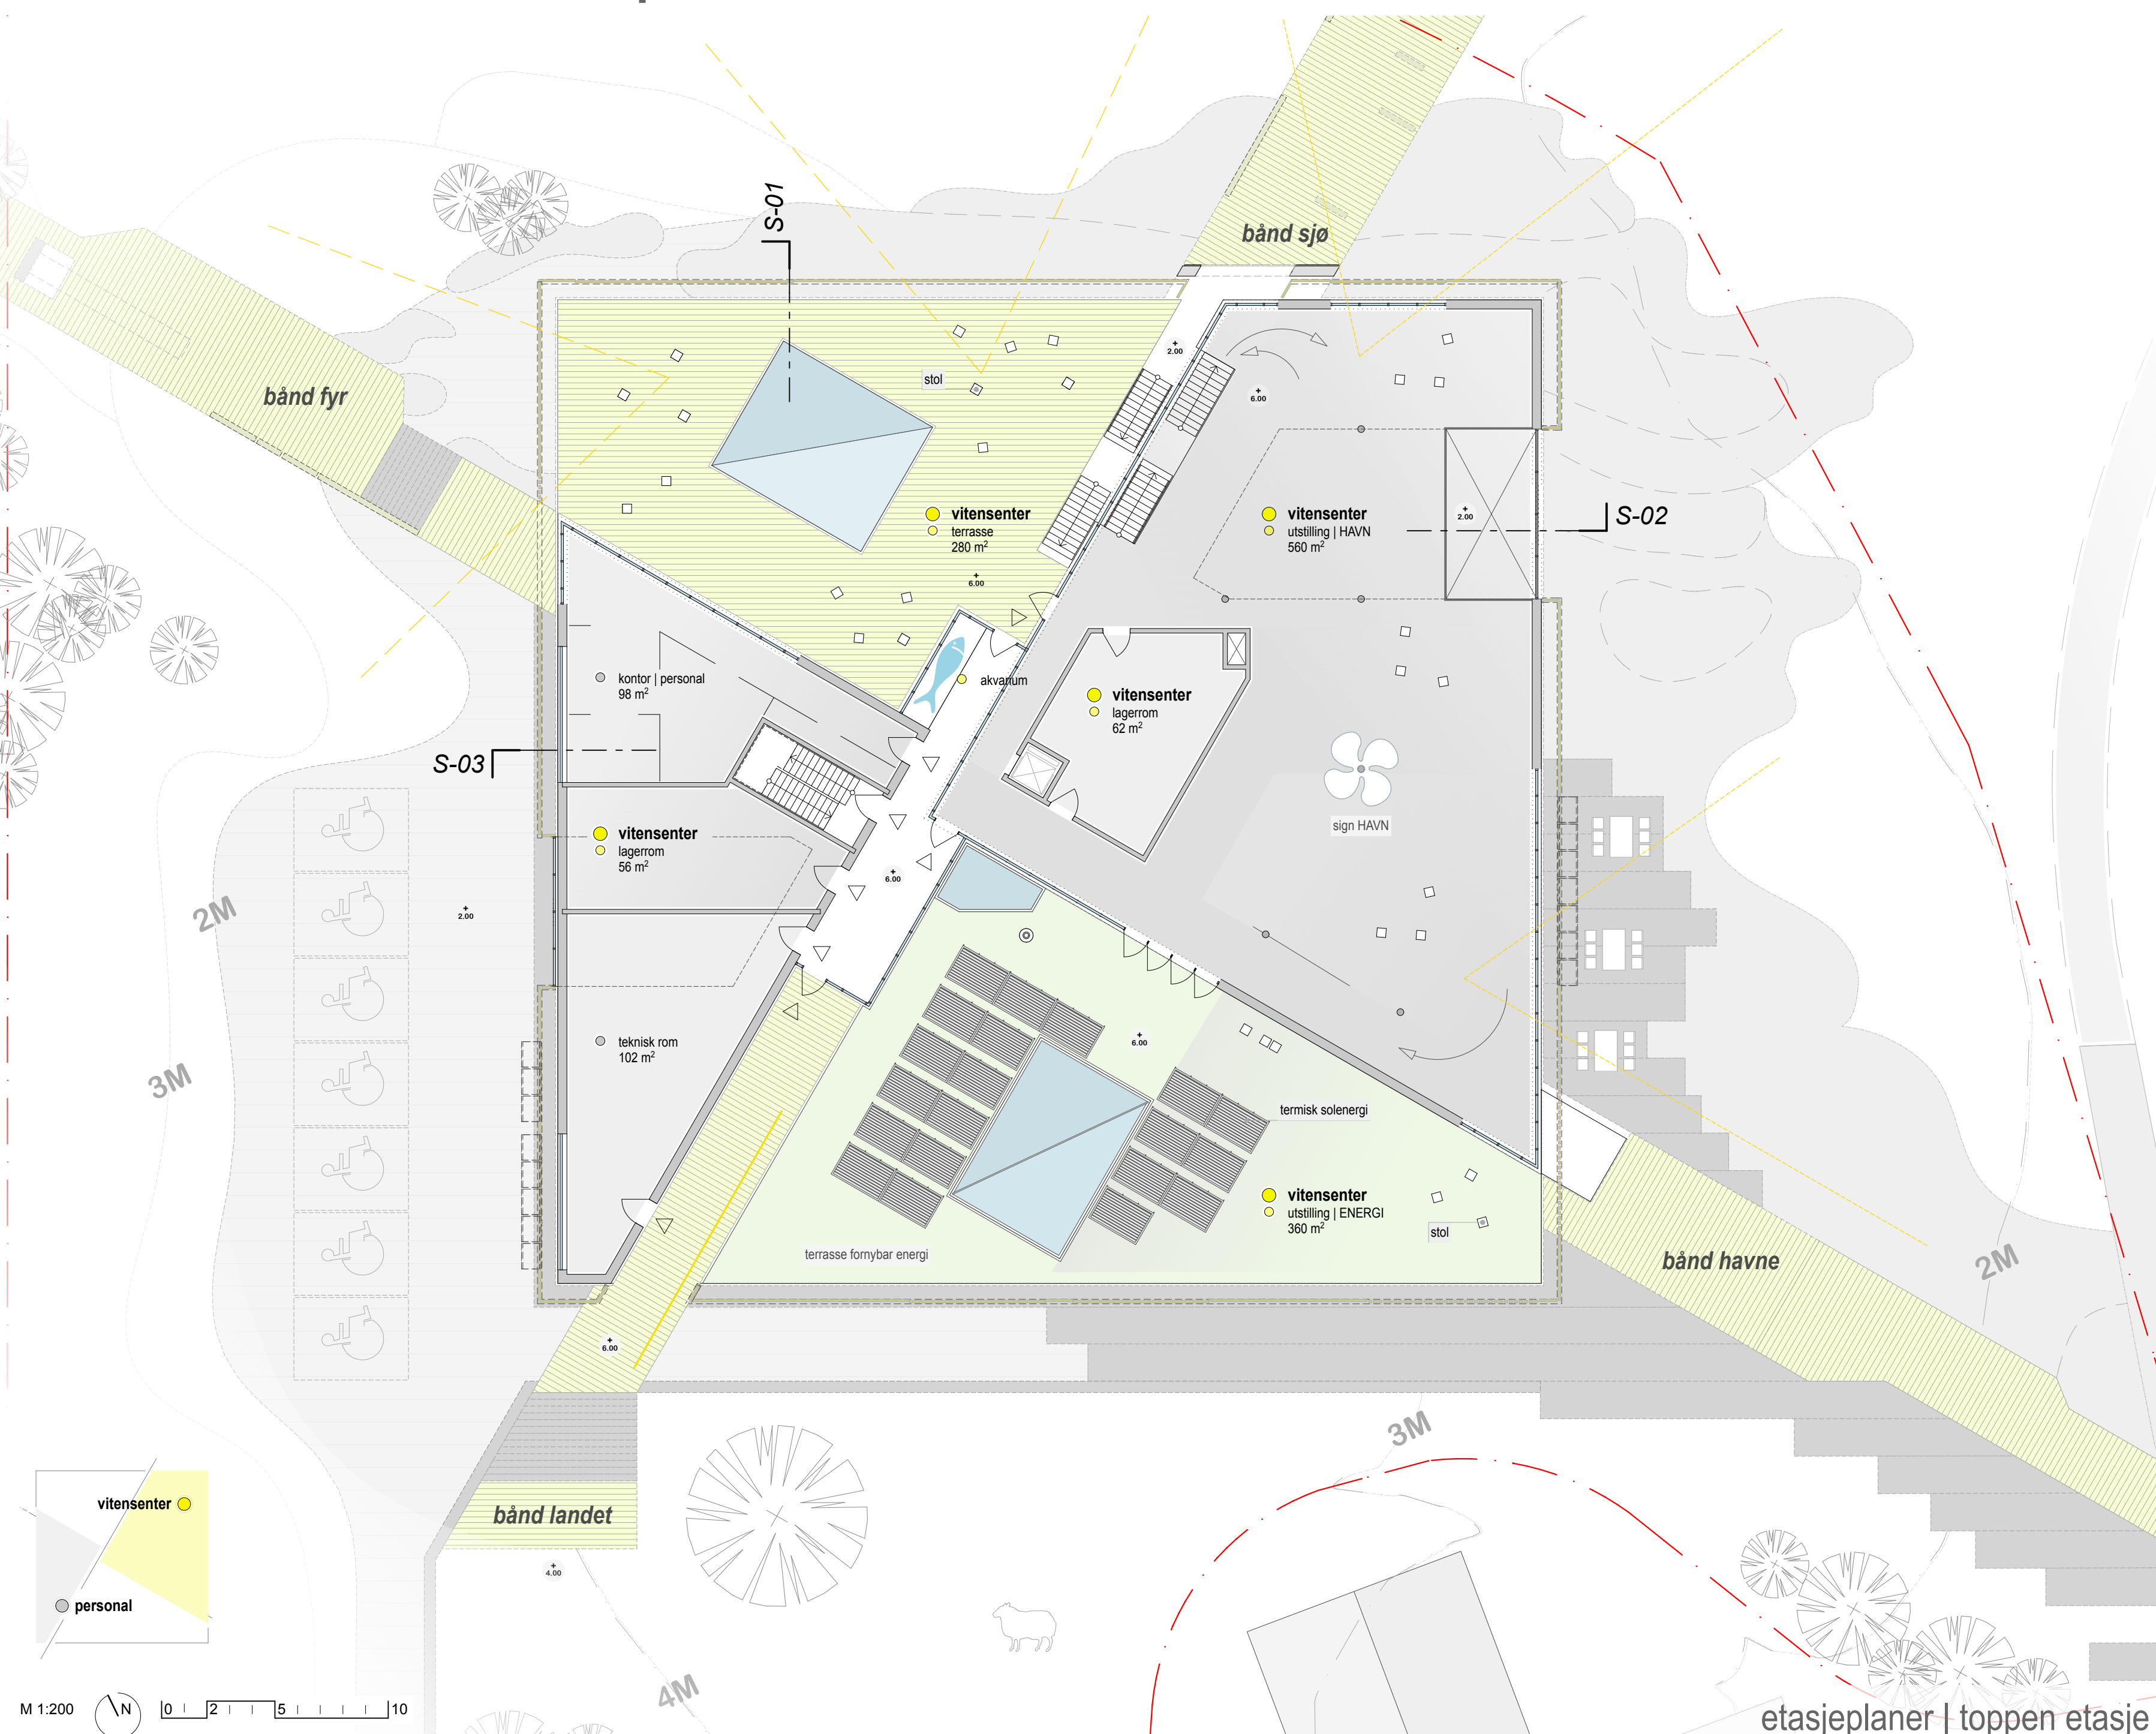 S-01
bånd sjø
bånd fyr
stol
+
2.00
+
6.00
vitensenter
terrasse
280 m²
+
6.00
vitensenter
utstilling | HAVN
560 m²
+
2.00
S-02
kontor | personal
98 m²
akvarium
vitensenter
lagerrom
62 m²
S-03
sign HAVN
vitensenter
lagerrom
56 m²
+
6.00
+
2.00
2M
teknisk rom
102 m²
+
6.00
3M
termisk solenergi
vitensenter
utstilling | ENERGI
360 m²
stol
terrasse fornybar energi
bånd havne
2M
+
6.00
3M
bånd landet
+
4.00
vitensenter
personal
4M
M 1:200
N
0 2 5 10
etasjeplaner | toppen etasje